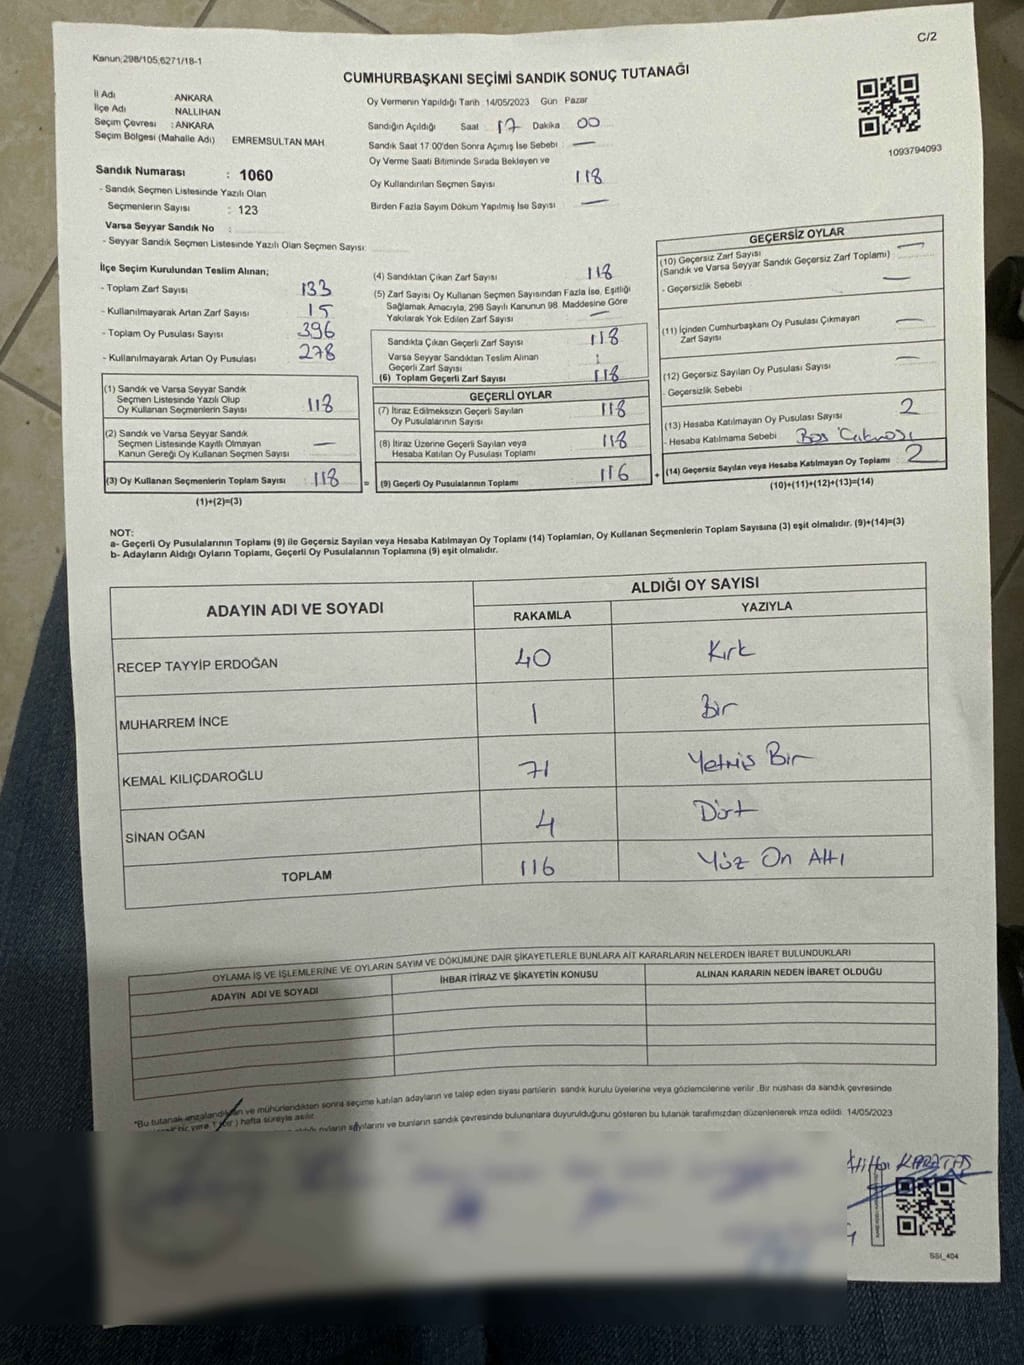 C/2
Kanun;298/105;6271/18-1
CUMHURBAŞKANI SEÇİMİ SANDIK SONUÇ TUTANAĞI
İl Adı ANKARA
İlçe Adı NALLIHAN
Seçim Çevresi : ANKARA
Seçim Bölgesi (Mahalle Adı) EMREMSULTAN MAH
Sandık Numarası : 1060
- Sandık Seçmen Listesinde Yazılı Olan
Seçmenlerin Sayısı : 123
Varsa Seyyar Sandık No :
- Seyyar Sandık Seçmen Listesinde Yazılı Olan Seçmen Sayısı
Oy Vermenin Yapıldığı Tarih 14/05/2023 Gün Pazar
Sandığın Açıldığı Saat 17 Dakika 00
Sandık Saat 17:00'den Sonra Açımış İse Sebebi —
Oy Verme Saati Bitiminde Sırada Bekleyen ve
Oy Kullandırılan Seçmen Sayısı 118
Birden Fazla Sayım Döküm Yapılmış İse Sayısı —
1093794093
İlçe Seçim Kurulundan Teslim Alınan;
- Toplam Zarf Sayısı 133
- Kullanılmayarak Artan Zarf Sayısı 15
- Toplam Oy Pusulası Sayısı 396
- Kullanılmayarak Artan Oy Pusulası 278
(1) Sandık ve Varsa Seyyar Sandık
Seçmen Listesinde Yazılı Olup
Oy Kullanan Seçmenlerin Sayısı 118
(2) Sandık ve Varsa Seyyar Sandık
Seçmen Listesinde Kayıtlı Olmayan
Kanun Gereği Oy Kullanan Seçmen Sayısı —
(3) Oy Kullanan Seçmenlerin Toplam Sayısı : 118 =
(1)+(2)=(3)
(4) Sandıktan Çıkan Zarf Sayısı 118
(5) Zarf Sayısı Oy Kullanan Seçmen Sayısından Fazla İse, Eşitliği
Sağlamak Amacıyla, 298 Sayılı Kanunun 98. Maddesine Göre
Yakılarak Yok Edilen Zarf Sayısı —
Sandıkta Çıkan Geçerli Zarf Sayısı 118
Varsa Seyyar Sandıktan Teslim Alınan
Geçerli Zarf Sayısı :
(6) Toplam Geçerli Zarf Sayısı 118
GEÇERLİ OYLAR
(7) İtiraz Edilmeksizin Geçerli Sayılan
Oy Pusulalarının Sayısı 118
(8) İtiraz Üzerine Geçerli Sayılan veya
Hesaba Katılan Oy Pusulası Toplamı 118
(9) Geçerli Oy Pusulalarının Toplamı 116 +
GEÇERSİZ OYLAR
(10) Geçersiz Zarf Sayısı —
(Sandık ve Varsa Seyyar Sandık Geçersiz Zarf Toplamı)
- Geçersizlik Sebebi —
(11) İçinden Cumhurbaşkanı Oy Pusulası Çıkmayan
Zarf Sayısı —
(12) Geçersiz Sayılan Oy Pusulası Sayısı —
- Geçersizlik Sebebi
(13) Hesaba Katılmayan Oy Pusulası Sayısı 2
- Hesaba Katılmama Sebebi Boş Çıkması
(14) Geçersiz Sayılan veya Hesaba Katılmayan Oy Toplamı 2
(10)+(11)+(12)+(13)=(14)
NOT:
a- Geçerli Oy Pusulalarının Toplamı (9) ile Geçersiz Sayılan veya Hesaba Katılmayan Oy Toplamı (14) Toplamları, Oy Kullanan Seçmenlerin Toplam Sayısına (3) eşit olmalıdır. (9)+(14)=(3)
b- Adayların Aldığı Oyların Toplamı, Geçerli Oy Pusulalarının Toplamına (9) eşit olmalıdır.
ADAYIN ADI VE SOYADI ALDIĞI OY SAYISI
RAKAMLA YAZIYLA
RECEP TAYYİP ERDOĞAN 40 Kırk
MUHARREM İNCE 1 Bir
KEMAL KILIÇDAROĞLU 71 Yetmiş Bir
SİNAN OĞAN 4 Dört
TOPLAM 116 Yüz On Altı
OYLAMA İŞ VE İŞLEMLERİNE VE OYLARIN SAYIM VE DÖKÜMÜNE DAİR ŞİKAYETLERLE BUNLARA AİT KARARLARIN NELERDEN İBARET BULUNDUKLARI
ADAYIN ADI VE SOYADI İHBAR İTİRAZ VE ŞİKAYETİN KONUSU ALINAN KARARIN NEDEN İBARET OLDUĞU
"Bu tutanak imzalandıktan ve mühürlendikten sonra seçime katılan adayların ve talep eden siyasi partilerin sandık kurulu üyelerine veya gözlemcilerine verilir. Bir nüshası da sandık çevresinde
bir yere 1 (bir) hafta süreyle asılır.
oyların sayılarını ve bunların sandık çevresinde bulunanlara duyurulduğunu gösteren bu tutanak tarafımızdan düzenlenerek imza edildi. 14/05/2023
KARATAŞ
SSI_404